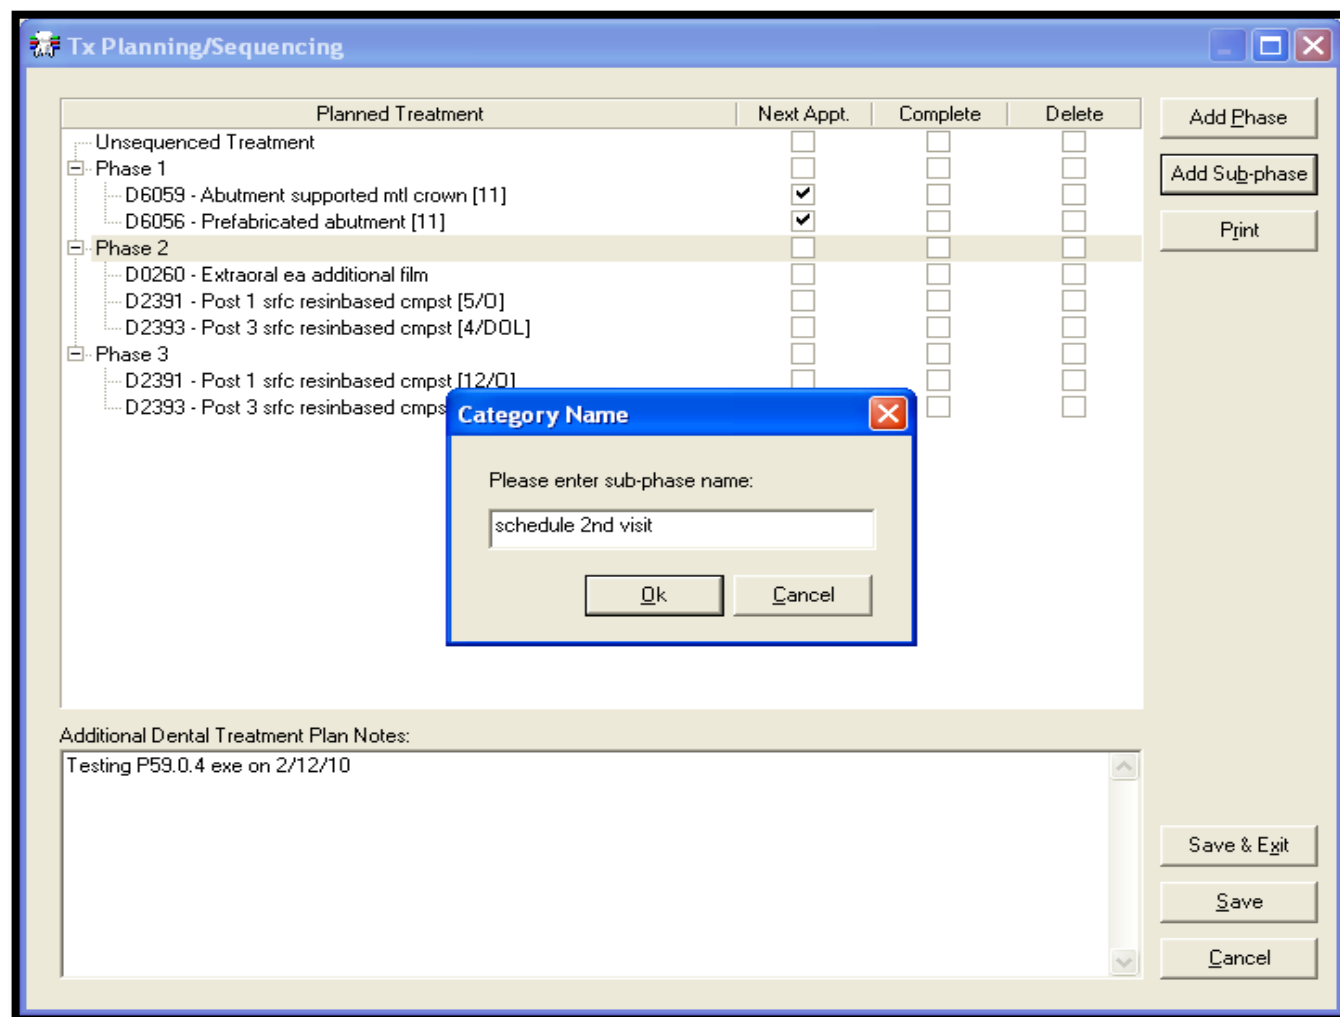 Tx Planning/Sequencing
Planned Treatment Next Appt. Complete Delete
Add Phase
Unsequenced Treatment
Phase 1
Add Sub-phase
D6059 - Abutment supported mtl crown [11]
D6056 - Prefabricated abutment [11]
Print
Phase 2
D0260 - Extraoral ea additional film
D2391 - Post 1 srfc resinbased cmpst [5/O]
D2393 - Post 3 srfc resinbased cmpst [4/DOL]
Phase 3
D2391 - Post 1 srfc resinbased cmpst [12/O]
D2393 - Post 3 srfc resinbased cmps
Category Name
Please enter sub-phase name:
schedule 2nd visit
Ok Cancel
Additional Dental Treatment Plan Notes:
Testing P59.0.4 exe on 2/12/10
Save & Exit
Save
Cancel